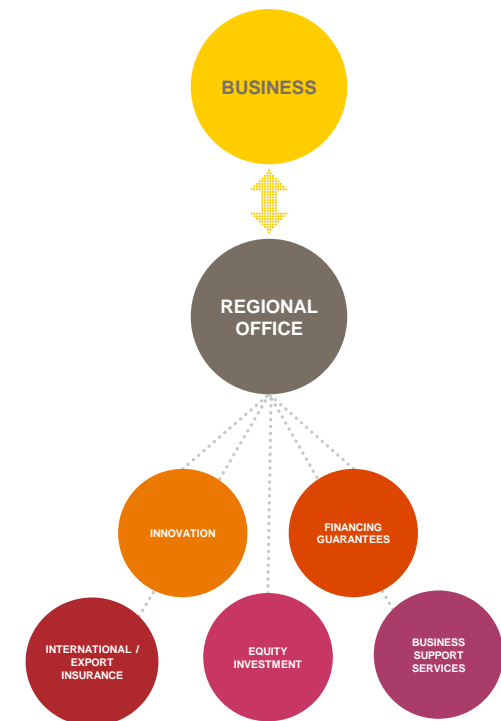 BUSINESS
REGIONAL
OFFICE
INNOVATION
FINANCING
GUARANTEES
INTERNATIONAL /
EXPORT
INSURANCE
EQUITY
INVESTMENT
BUSINESS
SUPPORT
SERVICES